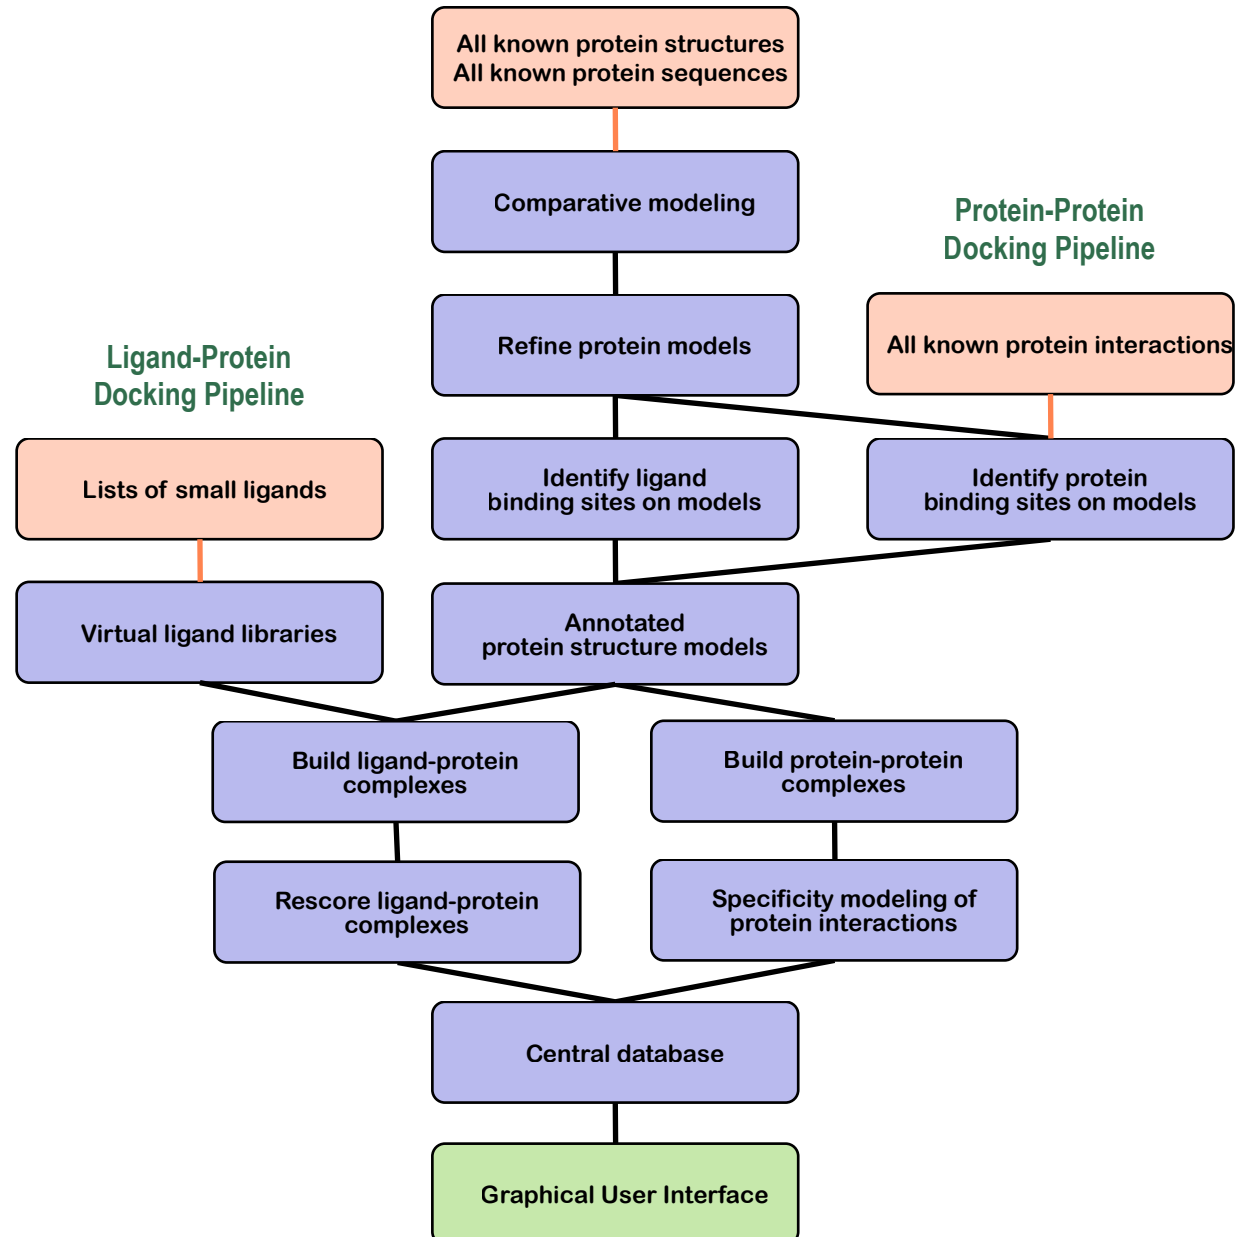 All known protein structures
All known protein sequences
Comparative modeling
Protein-Protein
Docking Pipeline
Refine protein models
All known protein interactions
Ligand-Protein
Docking Pipeline
Lists of small ligands
Identify ligand
binding sites on models
Identify protein
binding sites on models
Virtual ligand libraries
Annotated
protein structure models
Build ligand-protein
complexes
Build protein-protein
complexes
Rescore ligand-protein
complexes
Specificity modeling of
protein interactions
Central database
Graphical User Interface